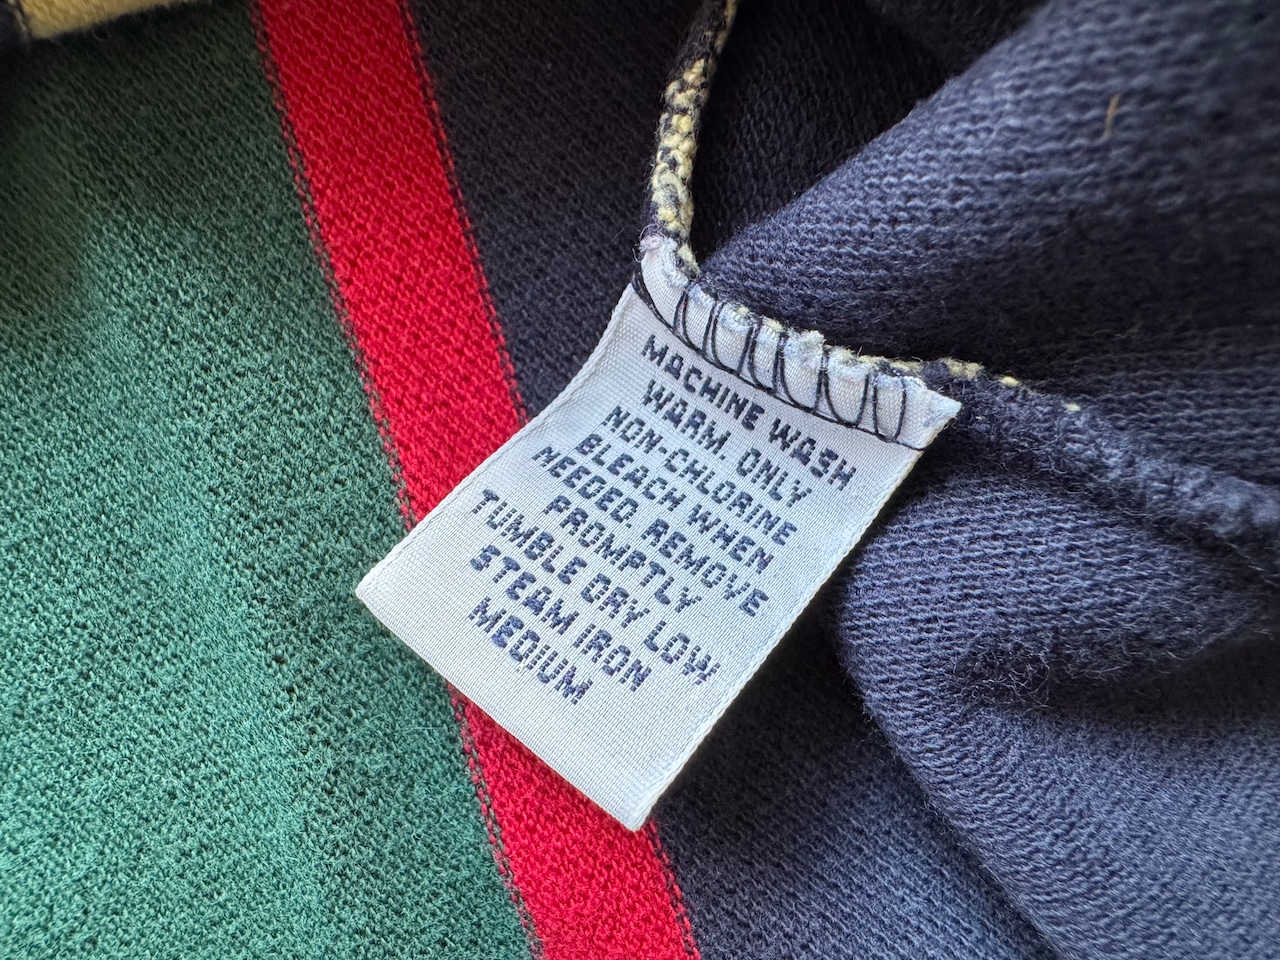 MACHINE WASH
WARM. ONLY
NON-CHLORINE
BLEACH WHEN
NEEDED. REMOVE
PROMPTLY
TUMBLE DRY LOW
STEAM IRON
MEDIUM